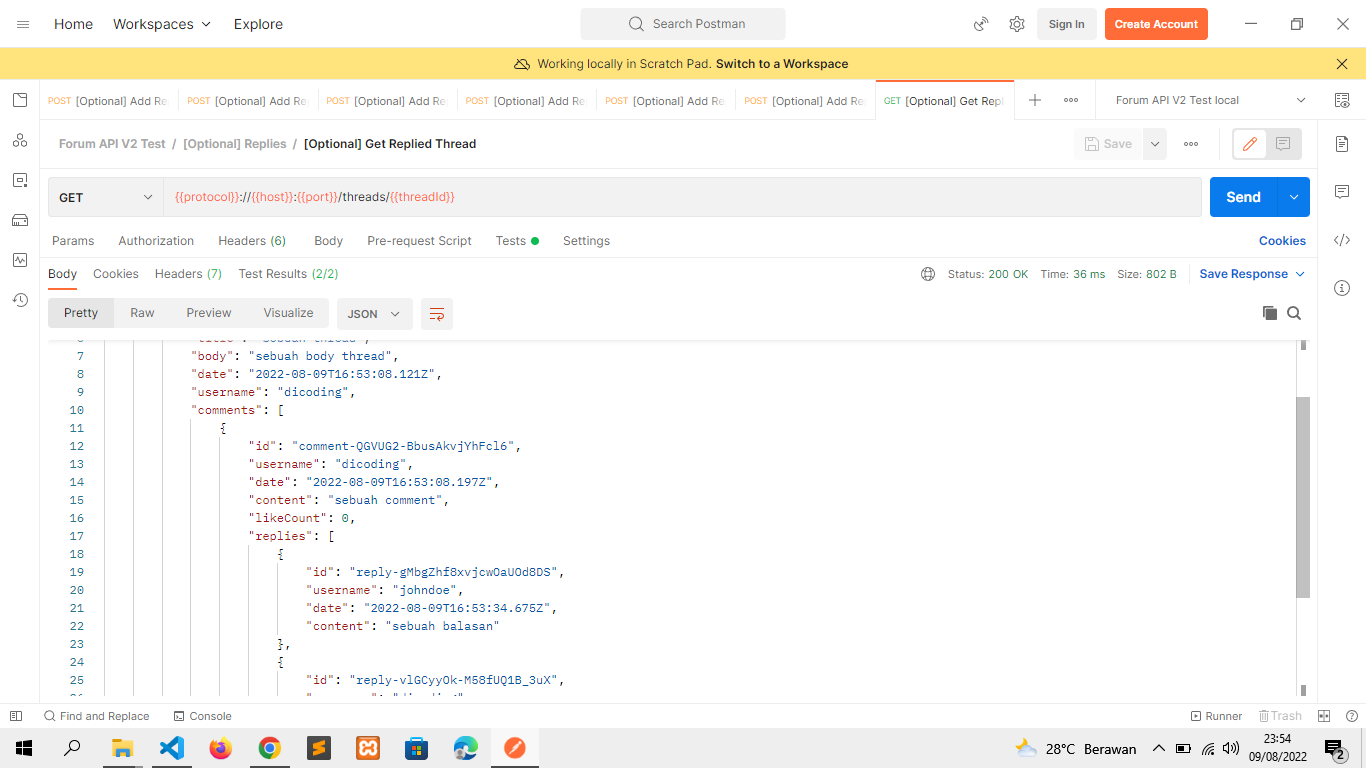 Home Workspaces Explore Search Postman Sign In Create Account
Working locally in Scratch Pad. Switch to a Workspace
POST [Optional] Add Re POST [Optional] Add Re POST [Optional] Add Re POST [Optional] Add Re POST [Optional] Add Re POST [Optional] Add Re GET [Optional] Get Repl Forum API V2 Test local
Forum API V2 Test / [Optional] Replies / [Optional] Get Replied Thread Save
GET {{protocol}}://{{host}}:{{port}}/threads/{{threadId}} Send
Params Authorization Headers (6) Body Pre-request Script Tests Settings Cookies
Body Cookies Headers (7) Test Results (2/2) Status: 200 OK Time: 36 ms Size: 802 B Save Response
Pretty Raw Preview Visualize JSON
7 "body": "sebuah body thread",
8 "date": "2022-08-09T16:53:08.121Z",
9 "username": "dicoding",
10 "comments": [
11 {
12 "id": "comment-QGVUG2-BbusAkvjYhFcl6",
13 "username": "dicoding",
14 "date": "2022-08-09T16:53:08.197Z",
15 "content": "sebuah comment",
16 "likeCount": 0,
17 "replies": [
18 {
19 "id": "reply-gMbgZhf8xvjcwOaUOd8DS",
20 "username": "johndoe",
21 "date": "2022-08-09T16:53:34.675Z",
22 "content": "sebuah balasan"
23 },
24 {
25 "id": "reply-vlGCyyOk-M58fUQ1B_3uX",
Find and Replace Console Runner Trash
28°C Berawan 23:54
09/08/2022 2